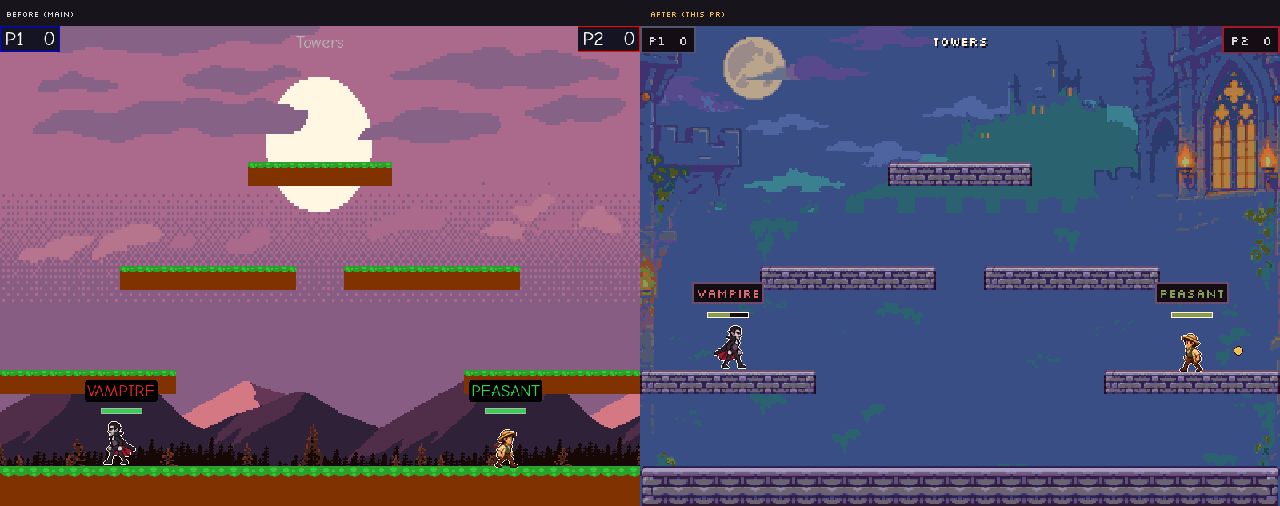 BEFORE (MAIN)
AFTER (THIS PR)
P1 0
Towers
P2 0
P1 0
TOWERS
P2 0
VAMPIRE
PEASANT
VAMPIRE
PEASANT